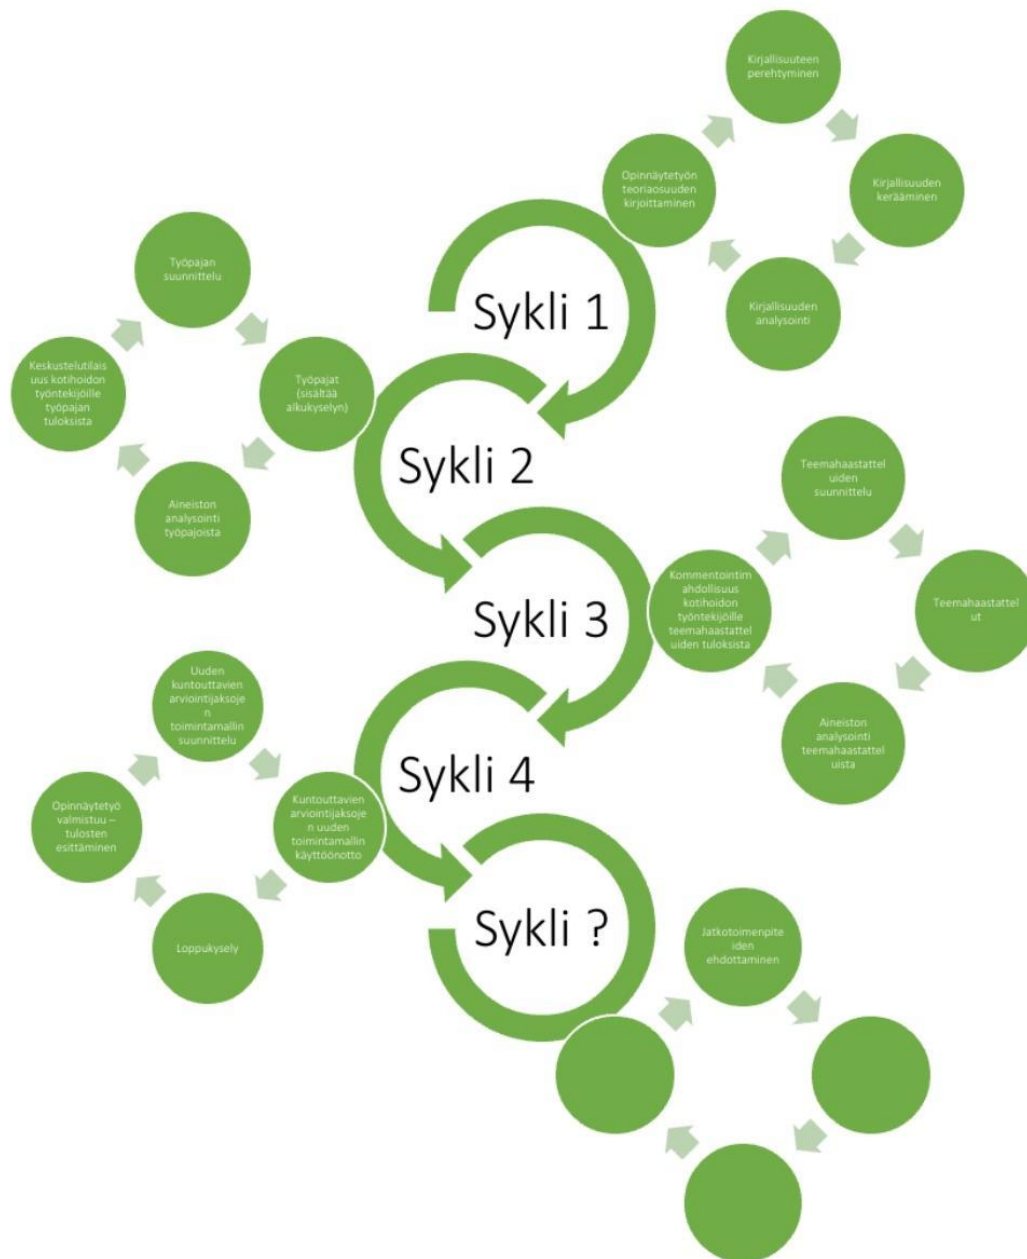 Kirjallisuuteen
perehtyminen
Kirjallisuuden
kerääminen
Kirjallisuuden
analysointi
Opinnäytetyön
teoriaosuuden
kirjoittaminen
Sykli 1
Työpajan
suunnittelu
Työpajat
(sisältää
alkukyselyn)
Aineiston
analysointi
työpajoista
Keskustelutilais
uus kotihoidon
työntekijöille
työpajan
tuloksista
Sykli 2
Teemahaastattel
uiden
suunnittelu
Teemahaastattel
ut
Aineiston
analysointi
teemahaastattel
uista
Kommentointim
ahdollisuus
kotihoidon
työntekijöille
teemahaastattel
uiden tuloksista
Sykli 3
Uuden
kuntouttavien
arviointijaksoje
n
toimintamallin
suunnittelu
Kuntouttavien
arviointijaksoje
n uuden
toimintamallin
käyttöönotto
Loppukysely
Opinnäytetyö
valmistuu –
tulosten
esittäminen
Sykli 4
Sykli ?
Jatkotoimenpite
iden
ehdottaminen